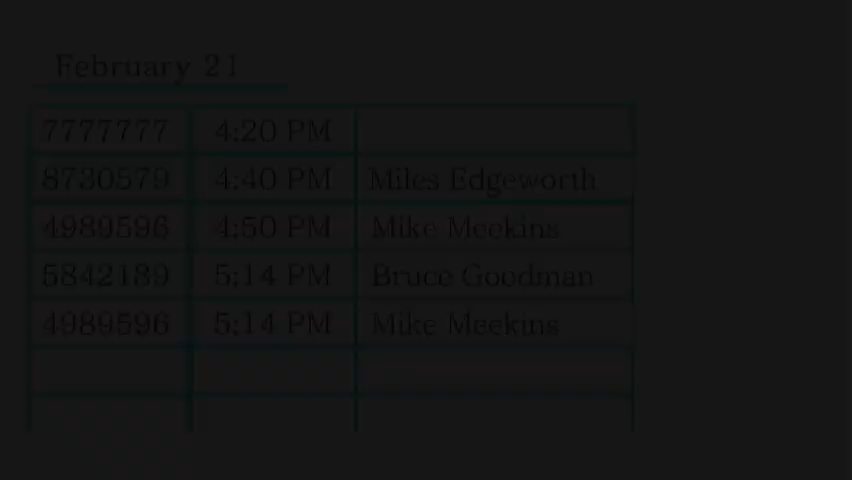 February 21
7777777 4:20 PM
8730579 4:40 PM Miles Edgeworth
4989596 4:50 PM Mike Meekins
5842189 5:14 PM Bruce Goodman
4989596 5:14 PM Mike Meekins